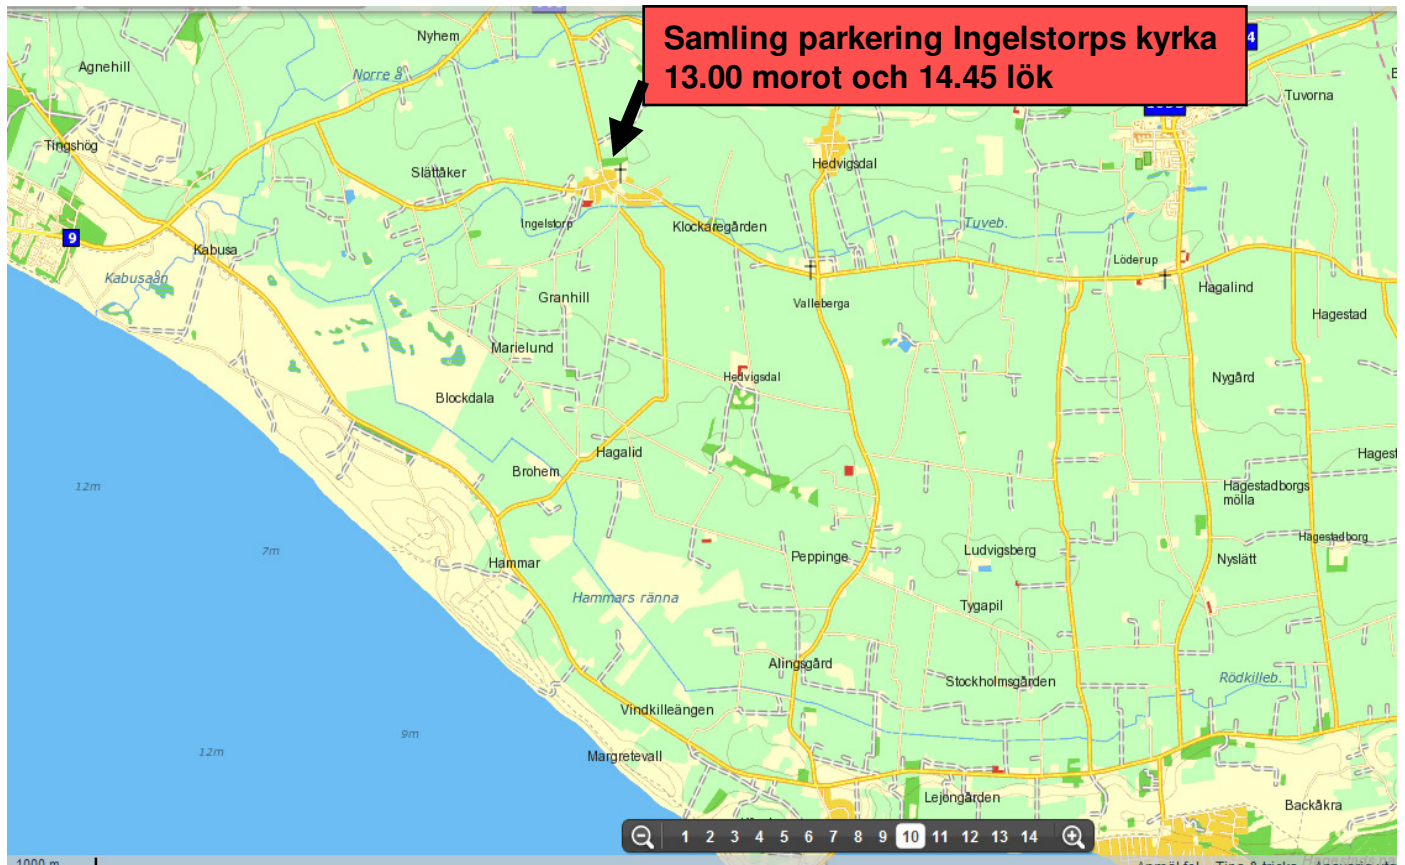 Samling parkering Ingelstorps kyrka
13.00 morot och 14.45 lök
Nyhem
4
Agnehill
Norre å
Tuvorna
Tingshög
Slättåker
Hedvigsdal
Ingelstorp
Klockaregården
Tuveb.
9
Kabusa
Löderup
Kabusaån
Hagalind
Granhill
Valleberga
Hagestad
Marielund
Hedvigsdal
Nygård
Blockdala
Hagalid
Brohem
12m
Hagestadborgs
mölla
7m
Hagestadborg
Peppinge
Ludvigsberg
Nyslätt
Hammar
Hammars ränna
Tygapil
Alingsgård
Stockholmsgården
Rödkilleb.
Vindkilleängen
9m
12m
Margretevall
Lejongården
Backåkra
1 2 3 4 5 6 7 8 9 10 11 12 13 14
1000 m